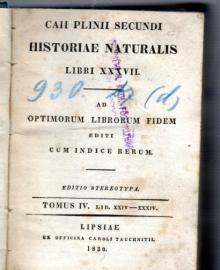 CAII PLINII SECUNDI
HISTORIAE NATURALIS
LIBRI XXXVII.
930
(d)
AD
OPTIMORUM LIBRORUM FIDEM
EDITI
CUM INDICE RERUM.
EDITIO STEREOTYPA.
TOMUS IV. LIB. XXIV—XXXIV.
LIPSIAE
EX OFFICINA CAROLI TAUCHNITII.
1830.